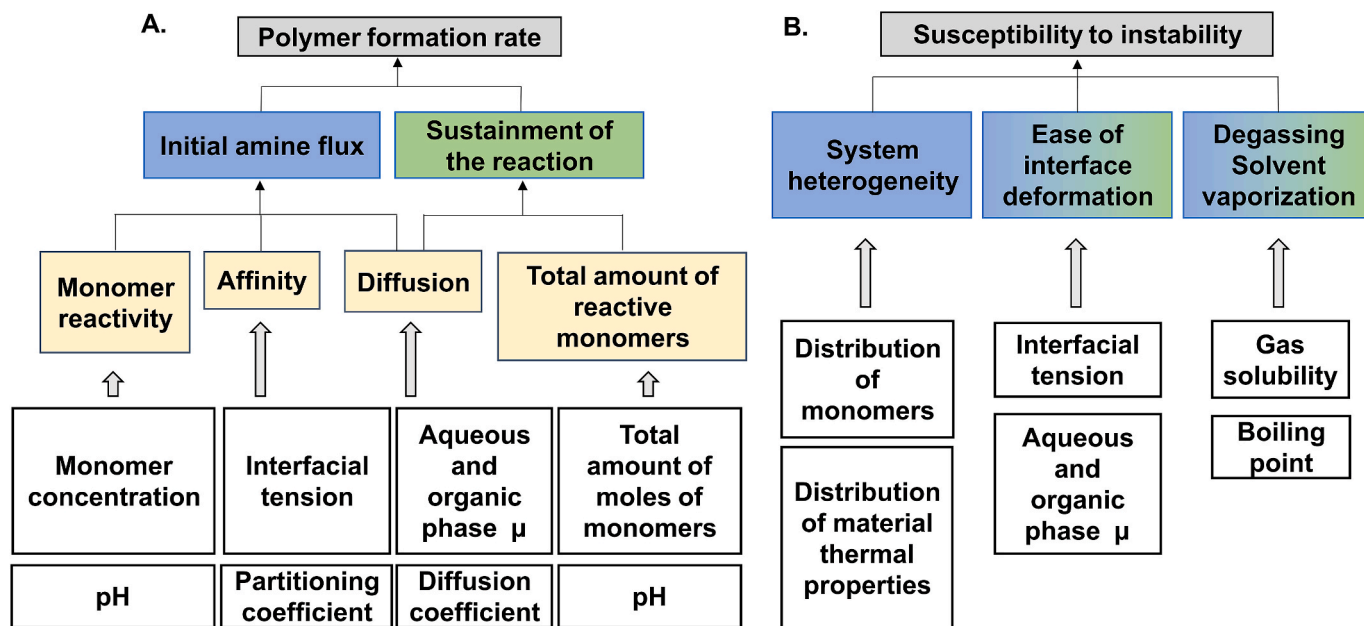 A.
Polymer formation rate
Initial amine flux
Sustainment of
the reaction
Monomer
reactivity
Affinity
Diffusion
Total amount of
reactive
monomers
Monomer
concentration
Interfacial
tension
Aqueous
and
organic
phase μ
Total
amount of
moles of
monomers
pH
Partitioning
coefficient
Diffusion
coefficient
pH
B.
Susceptibility to instability
System
heterogeneity
Ease of
interface
deformation
Degassing
Solvent
vaporization
Distribution
of
monomers
Interfacial
tension
Gas
solubility
Distribution
of material
thermal
properties
Aqueous
and
organic
phase μ
Boiling
point